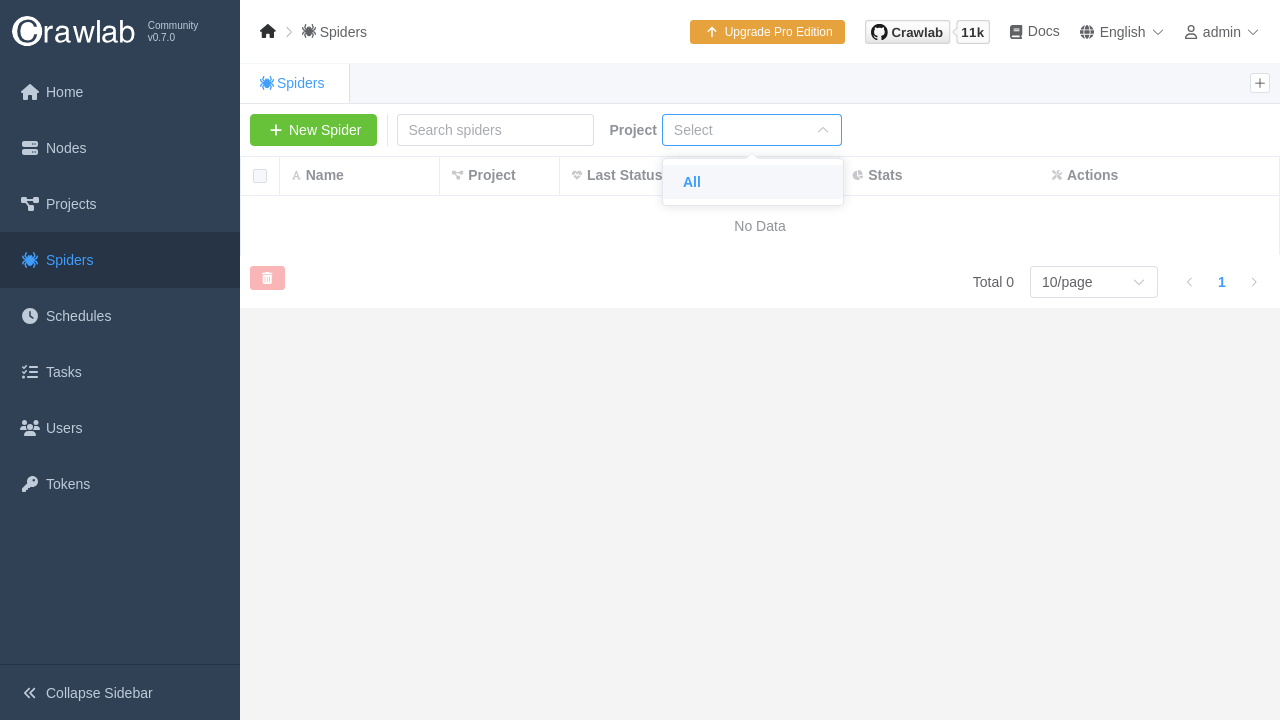 Crawlab
Community
v0.7.0
Home
Nodes
Projects
Spiders
Schedules
Tasks
Users
Tokens
Collapse Sidebar
Spiders
Upgrade Pro Edition
Crawlab 11k
Docs
English
admin
Spiders
New Spider
Search spiders
Project
Select
All
Name
Project
Last Status
Stats
Actions
No Data
Total 0
10/page
1